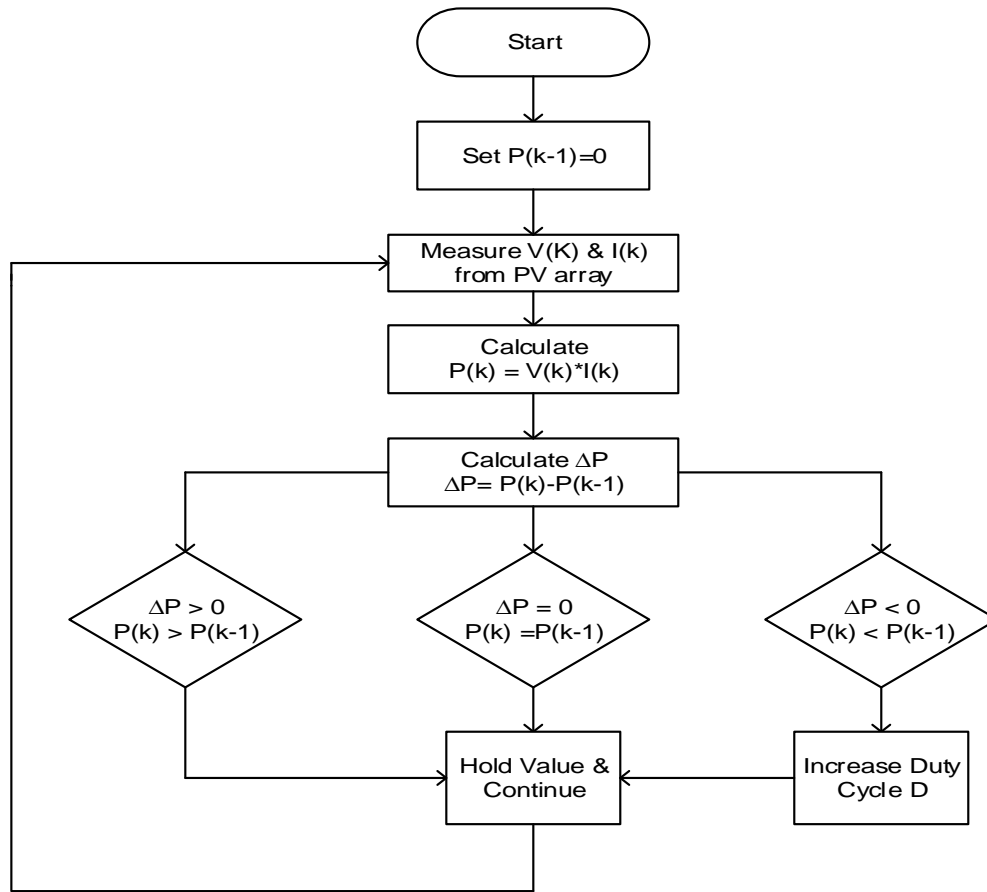 Start
Set P(k-1)=0
Measure V(K) & I(k)
from PV array
Calculate
P(k) = V(k)*I(k)
Calculate ∆P
∆P= P(k)-P(k-1)
∆P > 0
P(k) > P(k-1)
∆P = 0
P(k) =P(k-1)
∆P < 0
P(k) < P(k-1)
Hold Value &
Continue
Increase Duty
Cycle D